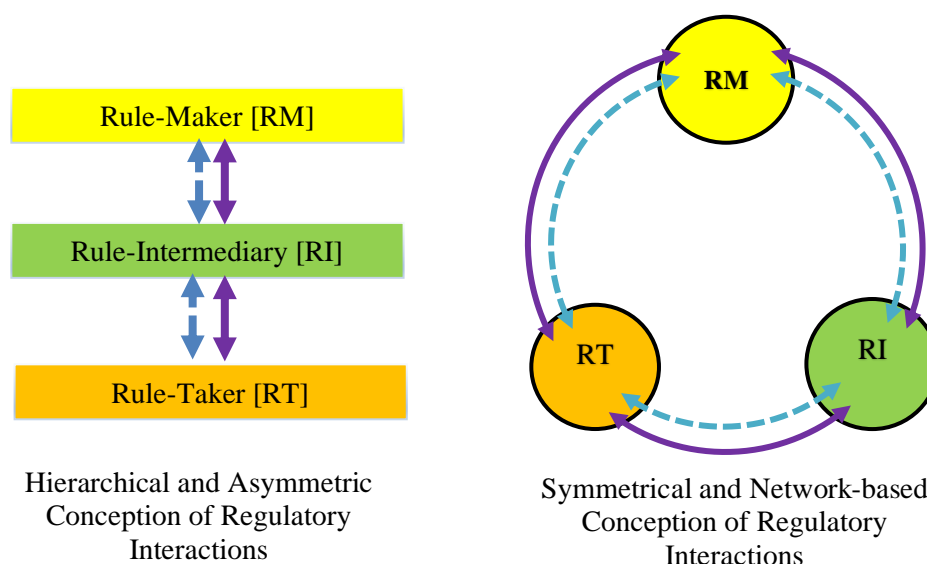 Rule-Maker [RM]
Rule-Intermediary [RI]
Rule-Taker [RT]
Hierarchical and Asymmetric
Conception of Regulatory
Interactions
RM
RT
RI
Symmetrical and Network-based
Conception of Regulatory
Interactions